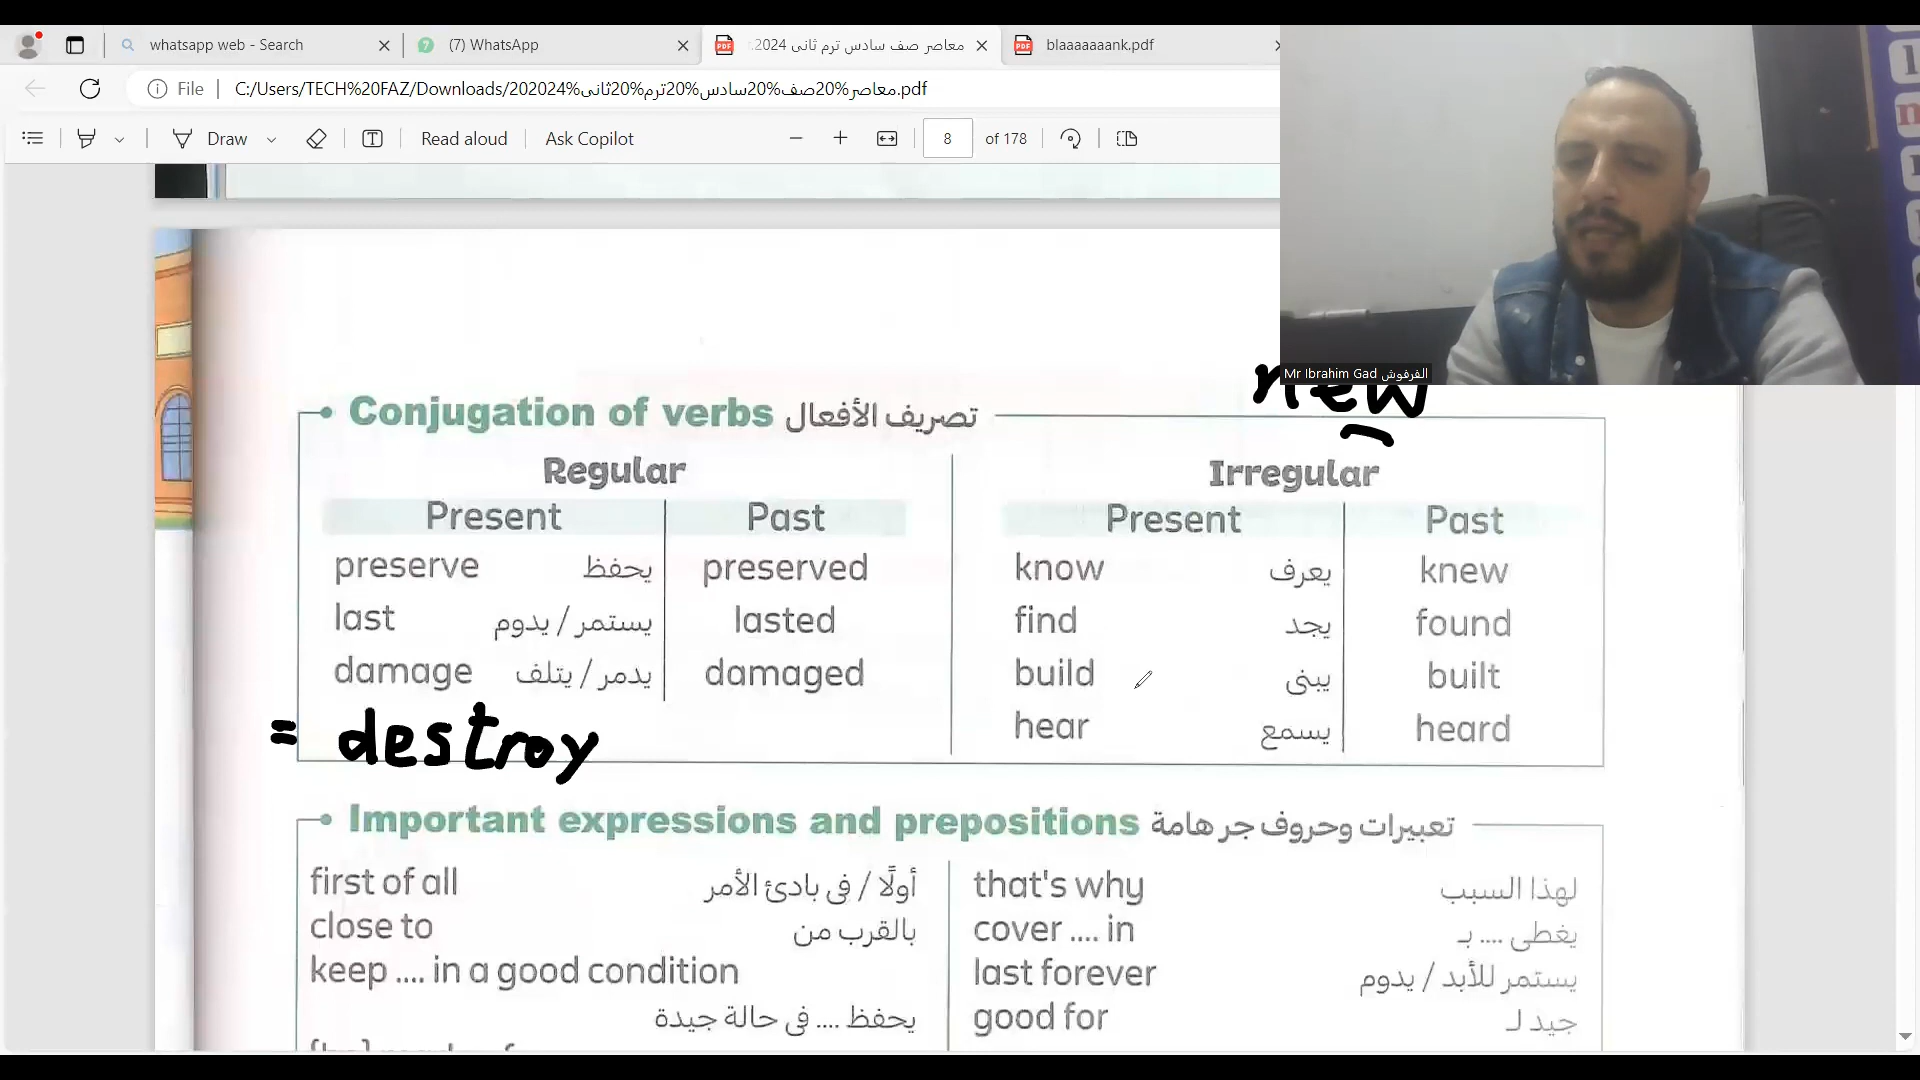 whatsapp web - Search
(7) WhatsApp
معاصر صف سادس ترم ثانى 2024
blaaaaaaank.pdf
File
C:/Users/TECH%20FAZ/Downloads/202024%معاصر%20صف%20سادس%20ترم%20ثانى.pdf
Draw
Read aloud
Ask Copilot
8 of 178
Mr Ibrahim Gad الفرفوش
new
Conjugation of verbs تصريف الأفعال
Regular
Irregular
Present Past
Present Past
preserve يحفظ preserved
know يعرف knew
last يستمر / يدوم lasted
find يجد found
damage يدمر / يتلف damaged
build يبنى built
= destroy
hear يسمع heard
Important expressions and prepositions تعبيرات وحروف جر هامة
first of all أولًا / فى بادئ الأمر
that's why لهذا السبب
close to بالقرب من
cover .... in يغطى .... بـ
keep .... in a good condition
last forever يستمر للأبد / يدوم
يحفظ .... فى حالة جيدة
good for جيد لـ